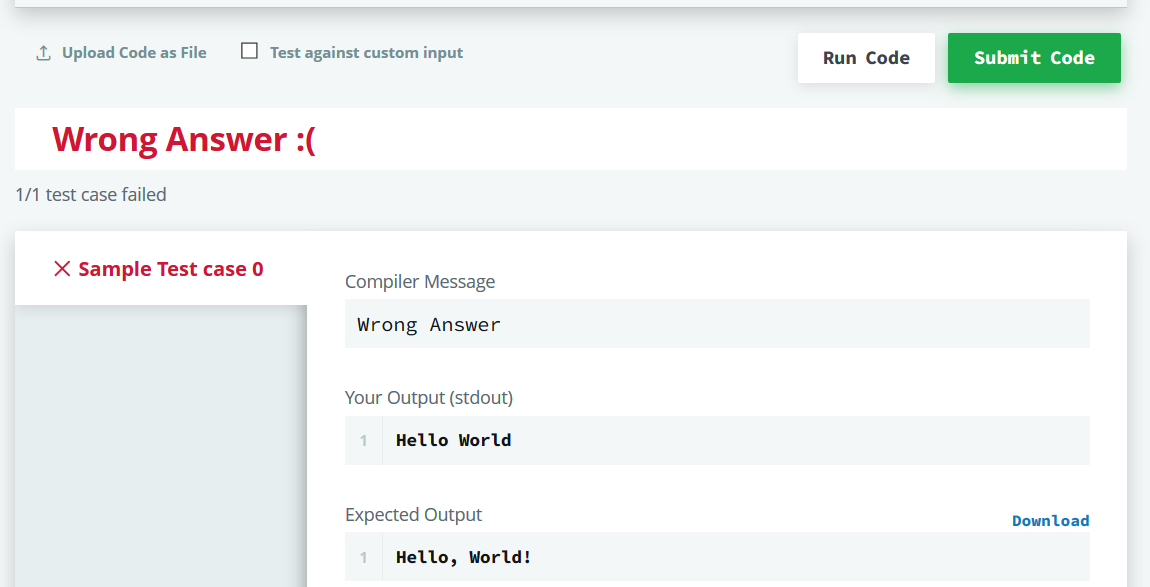 Upload Code as File Test against custom input Run Code Submit Code
Wrong Answer :(
1/1 test case failed
Sample Test case 0
Compiler Message
Wrong Answer
Your Output (stdout)
1 Hello World
Expected Output Download
1 Hello, World!